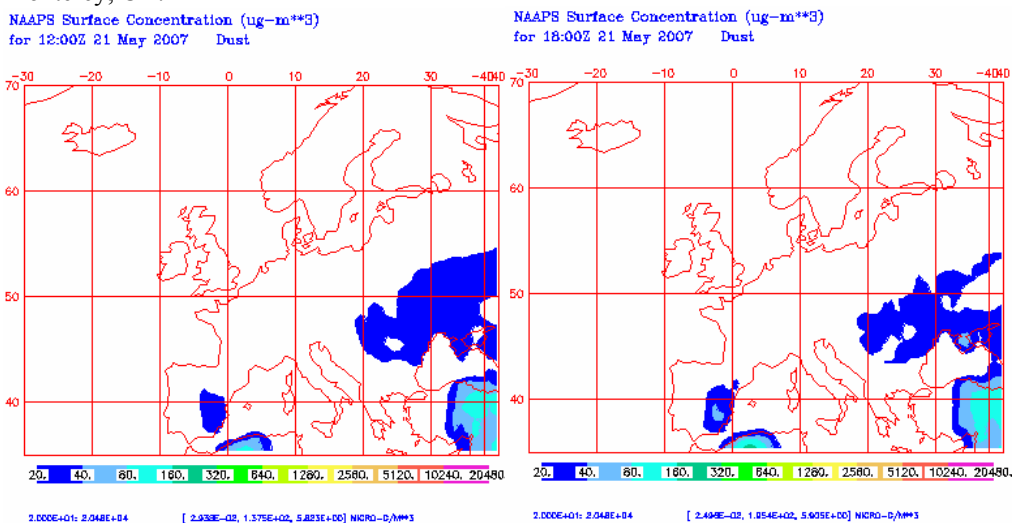 NAAPS Surface Concentration (ug-m**3)
for 12:00Z 21 May 2007 Dust
-30 -20 -10 0 10 20 30 40
70
60
50
40
20. 40. 80. 160. 320. 640. 1280. 2560. 5120. 10240. 20480.
2.000E+01: 2.048E+04 [ 2.938E-02, 1.375E+02, 5.823E+00] MICRO-G/M**3
NAAPS Surface Concentration (ug-m**3)
for 18:00Z 21 May 2007 Dust
-30 -20 -10 0 10 20 30 40
70
60
50
40
20. 40. 80. 160. 320. 640. 1280. 2560. 5120. 10240. 20480.
2.000E+01: 2.048E+04 [ 2.498E-02, 1.954E+02, 5.905E+00] MICRO-G/M**3